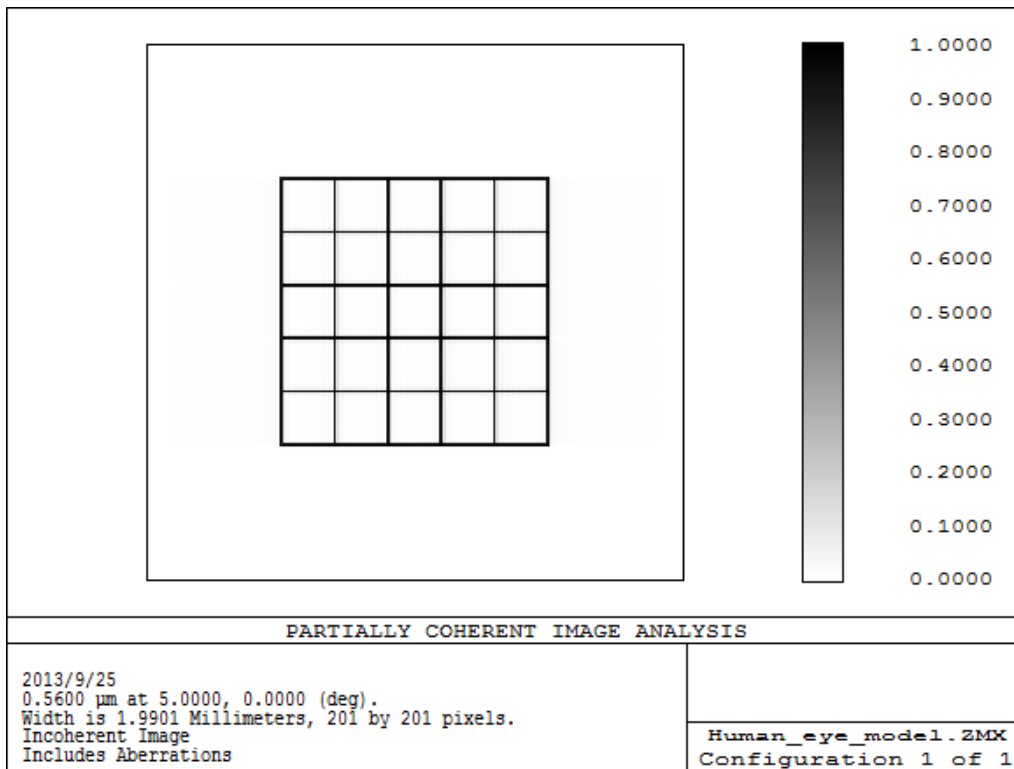 1.0000
0.9000
0.8000
0.7000
0.6000
0.5000
0.4000
0.3000
0.2000
0.1000
0.0000
PARTIALLY COHERENT IMAGE ANALYSIS
2013/9/25
0.5600 µm at 5.0000, 0.0000 (deg).
Width is 1.9901 Millimeters, 201 by 201 pixels.
Incoherent Image
Includes Aberrations
Human_eye_model.ZMX
Configuration 1 of 1